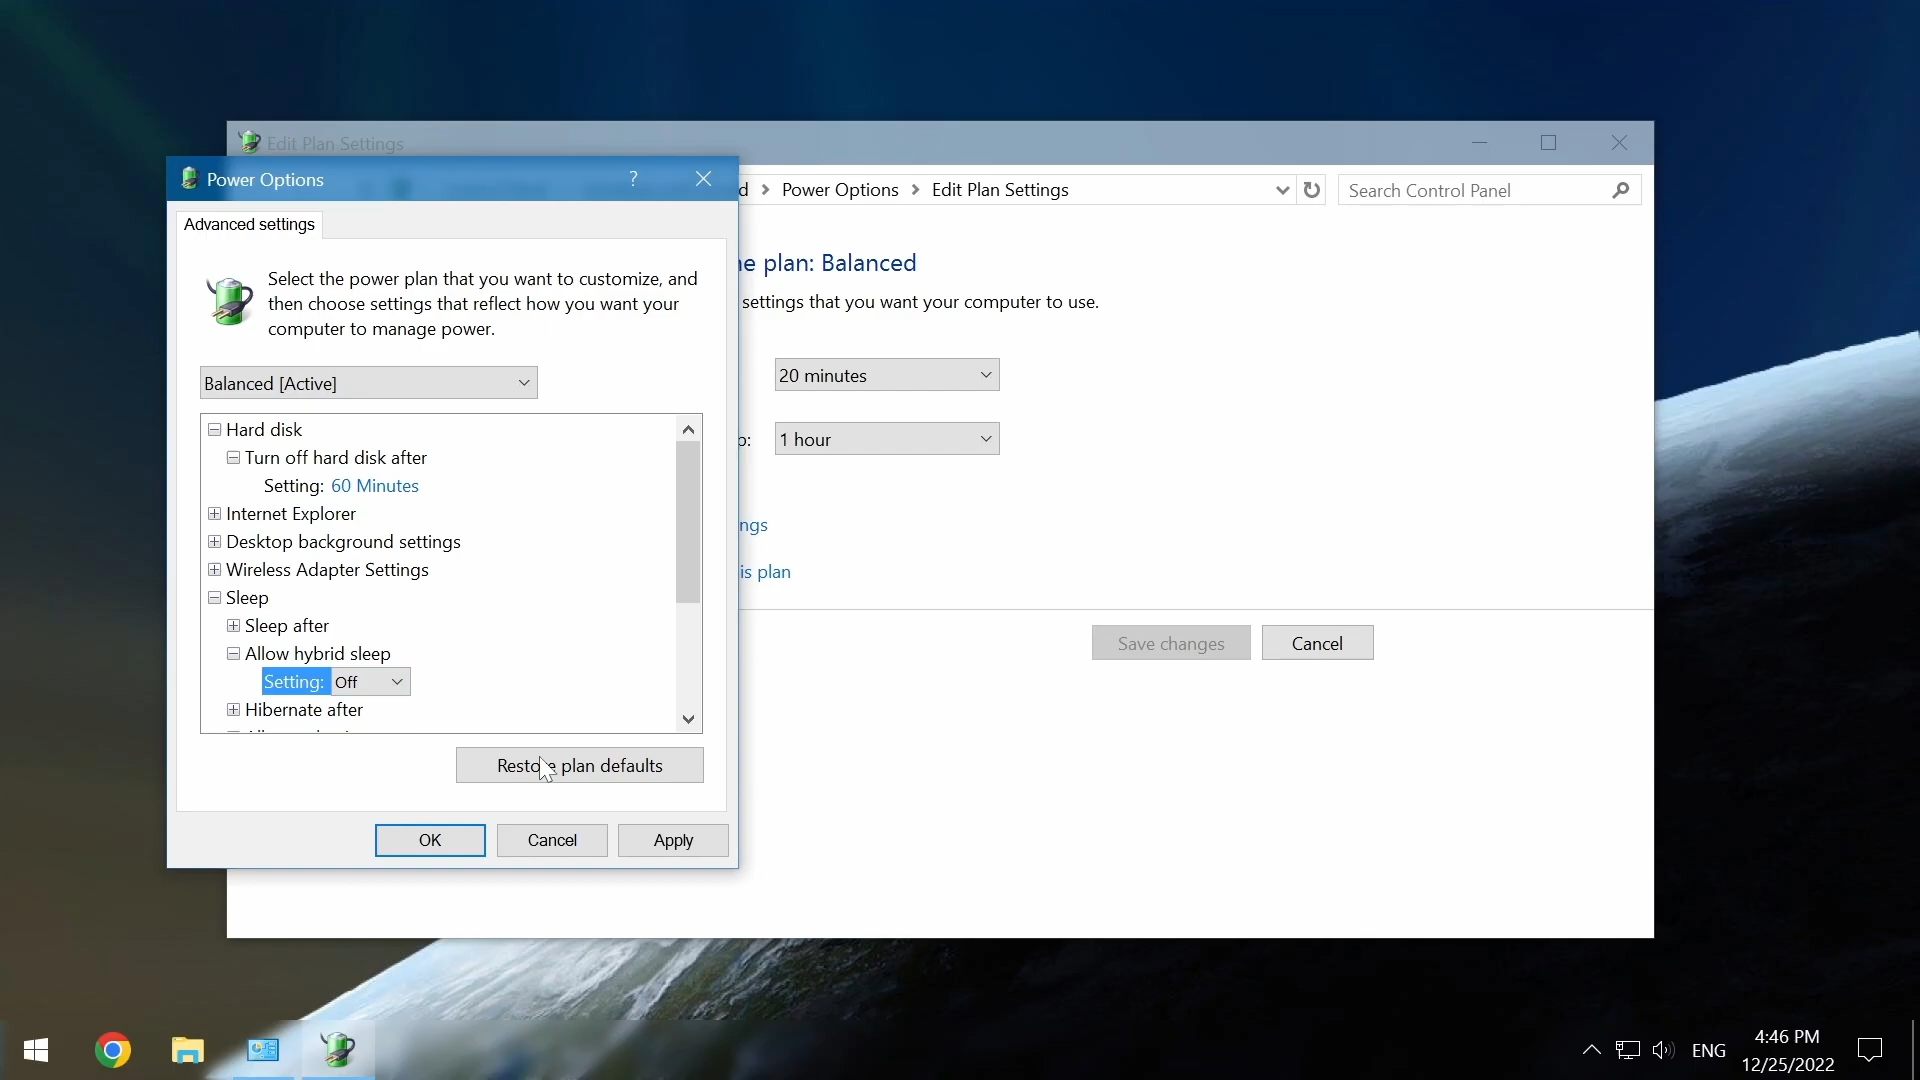 Edit Plan Settings
Power Options
?
d > Power Options > Edit Plan Settings
Search Control Panel
Advanced settings
Select the power plan that you want to customize, and
then choose settings that reflect how you want your
computer to manage power.
Balanced [Active]
Hard disk
Turn off hard disk after
Setting: 60 Minutes
Internet Explorer
Desktop background settings
Wireless Adapter Settings
Sleep
Sleep after
Allow hybrid sleep
Setting: Off
Hibernate after
Restore plan defaults
OK
Cancel
Apply
e plan: Balanced
settings that you want your computer to use.
20 minutes
p: 1 hour
ngs
is plan
Save changes
Cancel
ENG
4:46 PM
12/25/2022